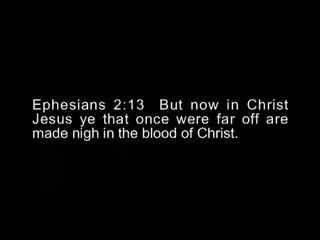 Ephesians 2:13  But now in Christ
Jesus ye that once were far off are
made nigh in the blood of Christ.